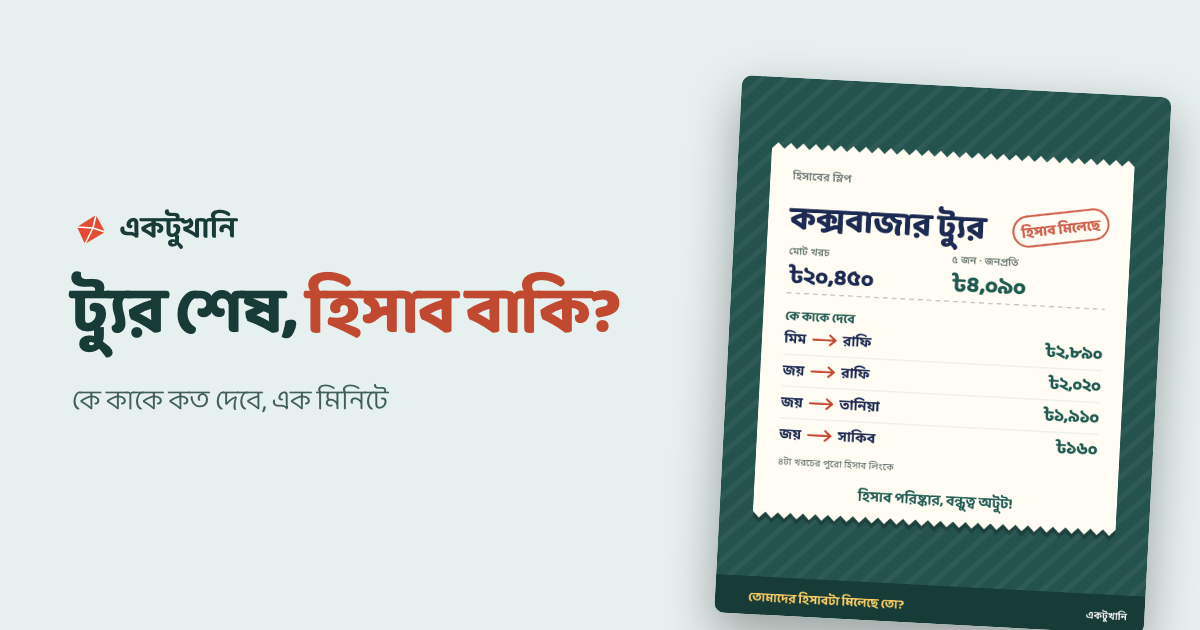 একটুখানি
ট্যুর শেষ, হিসাব বাকি?
কে কাকে কত দেবে, এক মিনিটে
হিসাবের স্লিপ
কক্সবাজার ট্যুর
হিসাব মিলেছে
মোট খরচ
৳২০,৪৫০
৫ জন · জনপ্রতি
৳৪,০৯০
কে কাকে দেবে
মিম → রাফি ৳২,৮৯০
জয় → রাফি ৳২,০২০
জয় → তানিয়া ৳১,৯১০
জয় → সাকিব ৳১৬০
৪টা খরচের পুরো হিসাব লিংকে
হিসাব পরিষ্কার, বন্ধুত্ব অটুট!
তোমাদের হিসাবটা মিলেছে তো?
একটুখানি